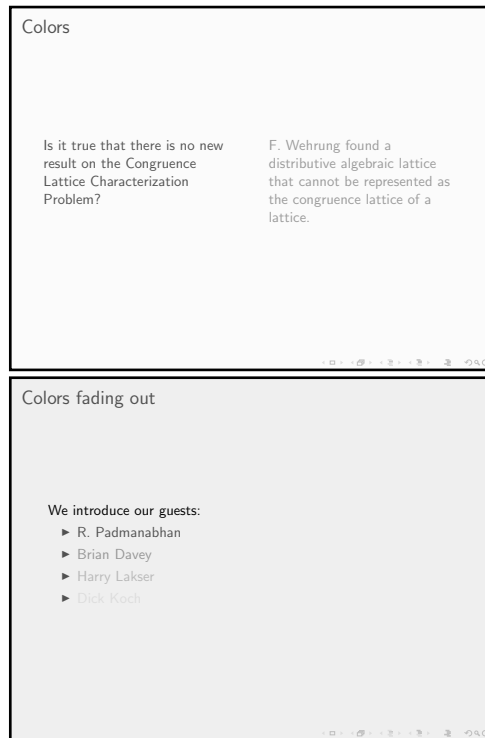 Colors
Is it true that there is no new
result on the Congruence
Lattice Characterization
Problem?
F. Wehrung found a
distributive algebraic lattice
that cannot be represented as
the congruence lattice of a
lattice.
Colors fading out
We introduce our guests:
► R. Padmanabhan
► Brian Davey
► Harry Lakser
► Dick Koch